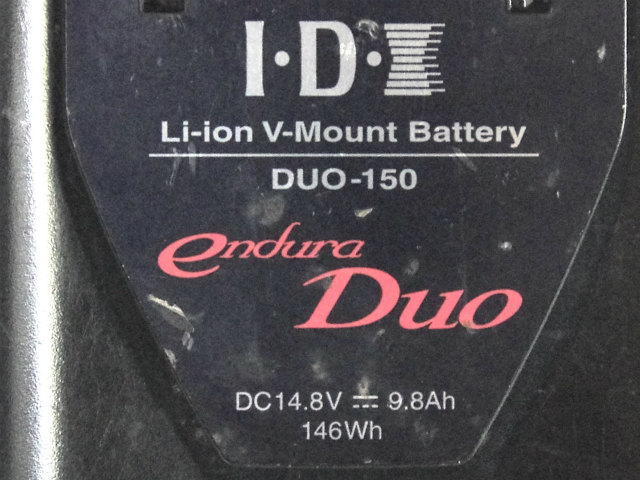 I·D·X
Li-ion V-Mount Battery
DUO-150
endura
Duo
DC14.8V ⎓ 9.8Ah
146Wh